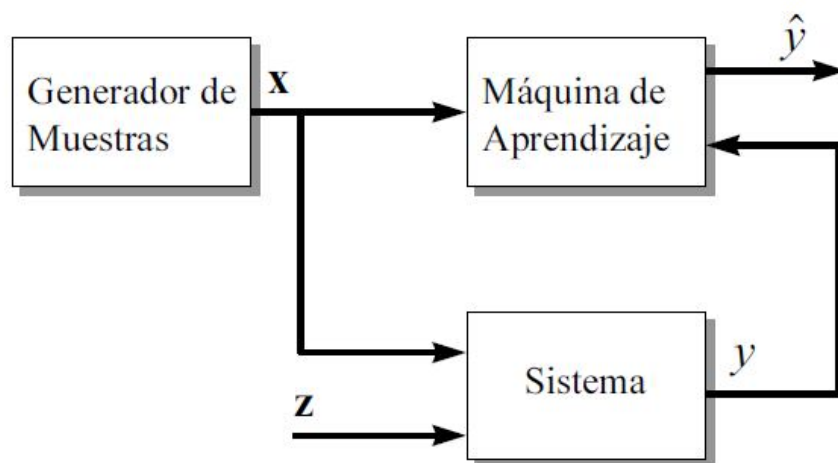 Generador de
Muestras
x
Máquina de
Aprendizaje
ŷ
z
Sistema
y